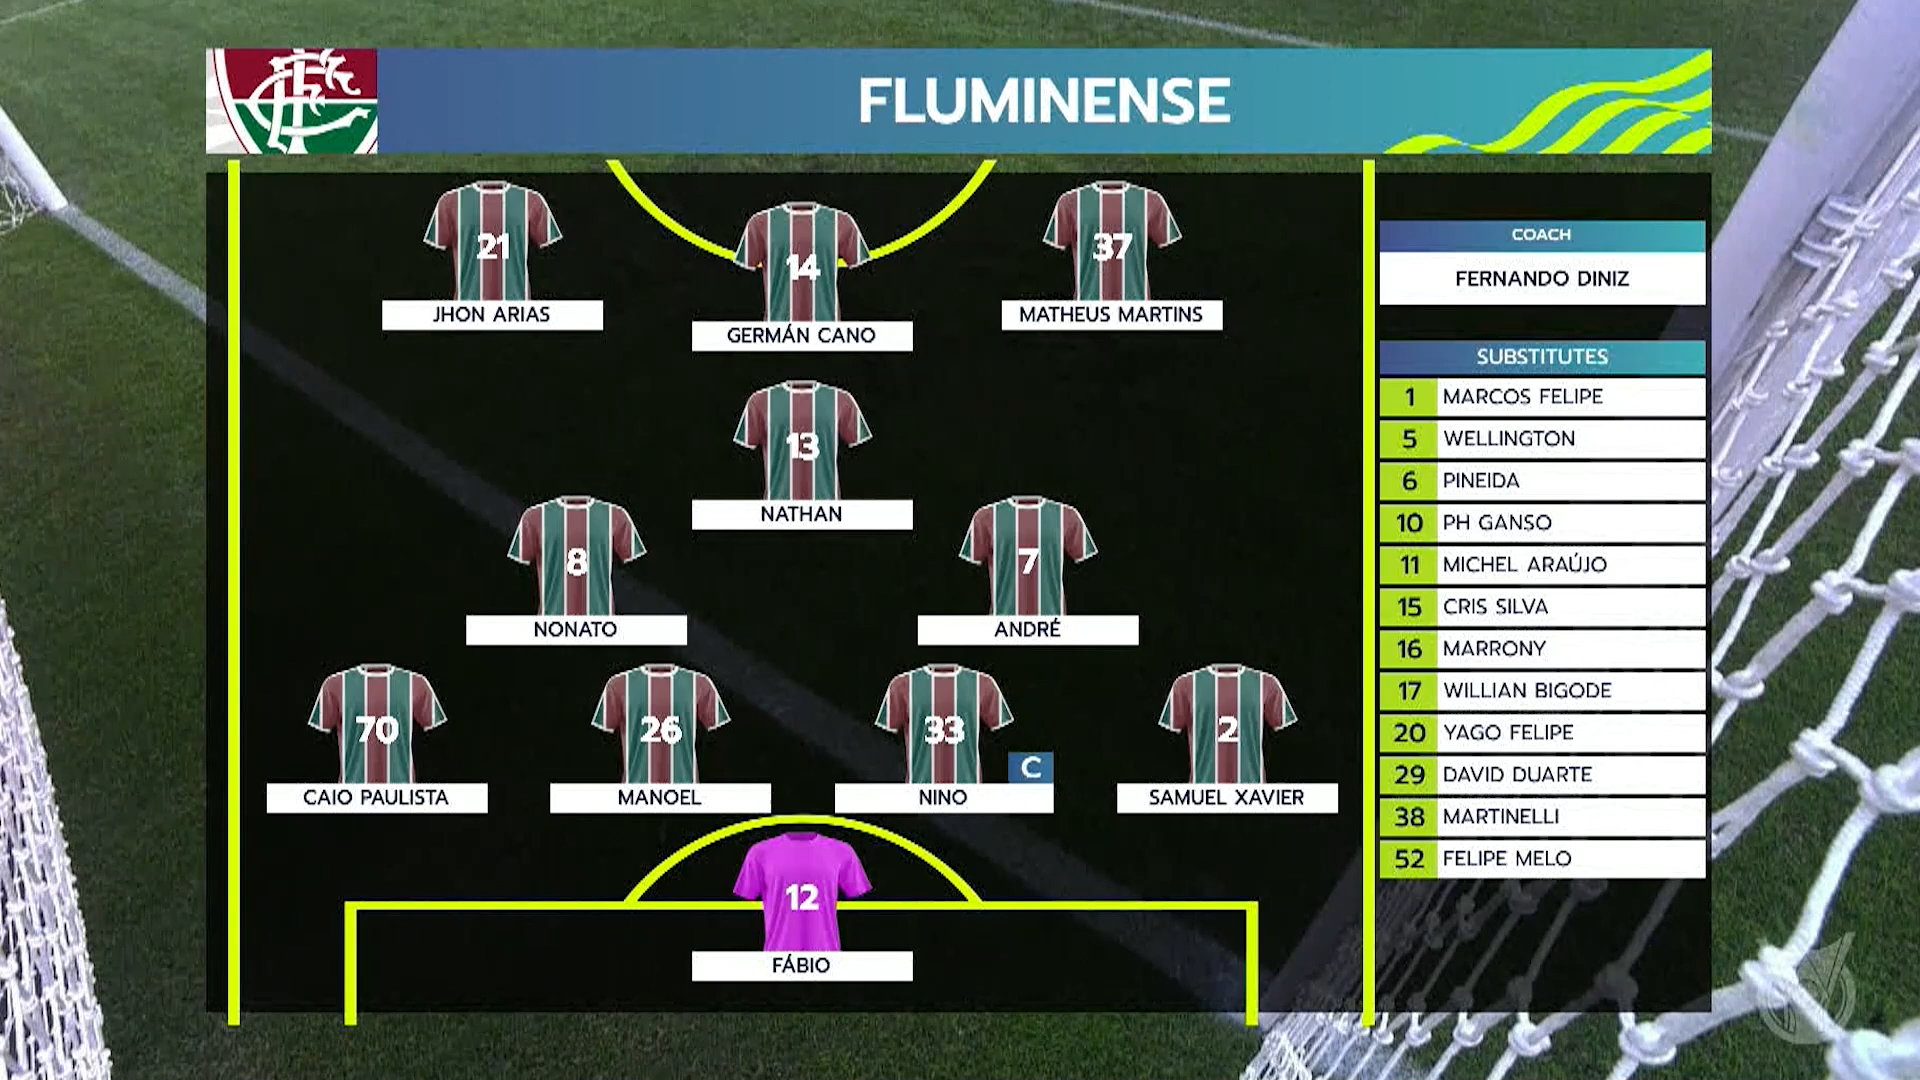 FLUMINENSE
21
JHON ARIAS
14
GERMÁN CANO
37
MATHEUS MARTINS
13
NATHAN
8
NONATO
7
ANDRÉ
70
CAIO PAULISTA
26
MANOEL
33
C
NINO
2
SAMUEL XAVIER
12
FÁBIO
COACH
FERNANDO DINIZ
SUBSTITUTES
1 MARCOS FELIPE
5 WELLINGTON
6 PINEIDA
10 PH GANSO
11 MICHEL ARAÚJO
15 CRIS SILVA
16 MARRONY
17 WILLIAN BIGODE
20 YAGO FELIPE
29 DAVID DUARTE
38 MARTINELLI
52 FELIPE MELO